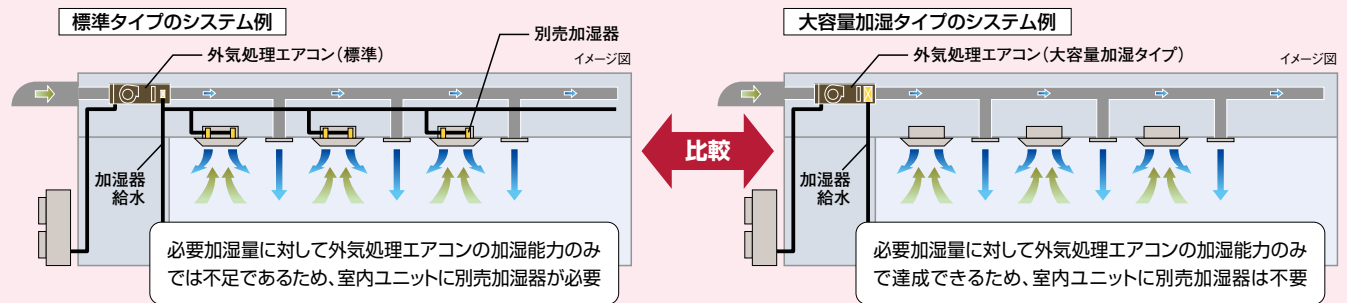 標準タイプのシステム例
別売加湿器
外気処理エアコン(標準)
イメージ図
加湿器
給水
必要加湿量に対して外気処理エアコンの加湿能力のみ
では不足であるため、室内ユニットに別売加湿器が必要
比較
大容量加湿タイプのシステム例
外気処理エアコン(大容量加湿タイプ)
イメージ図
加湿器
給水
必要加湿量に対して外気処理エアコンの加湿能力のみ
で達成できるため、室内ユニットに別売加湿器は不要